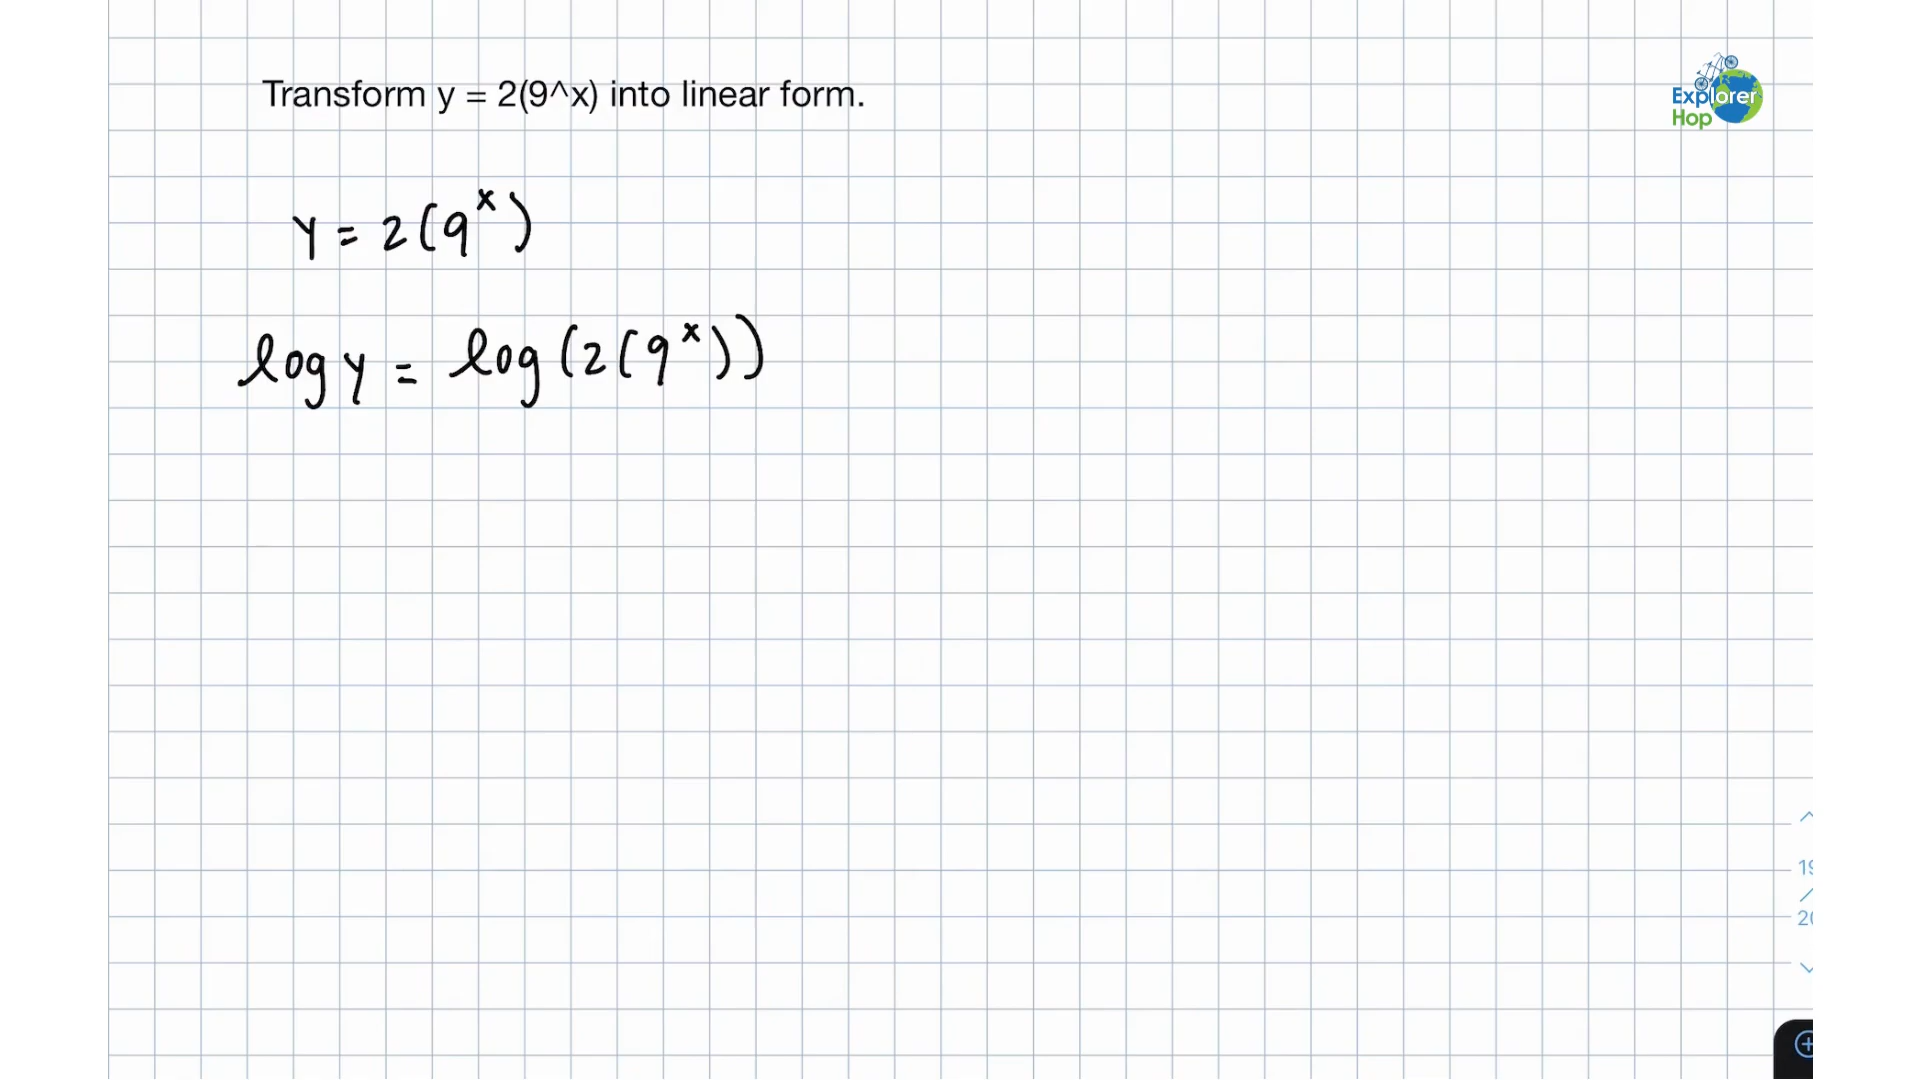 Transform y = 2(9^x) into linear form.
Explorer
Hop
y = 2(9^x)
log y = log(2(9^x))